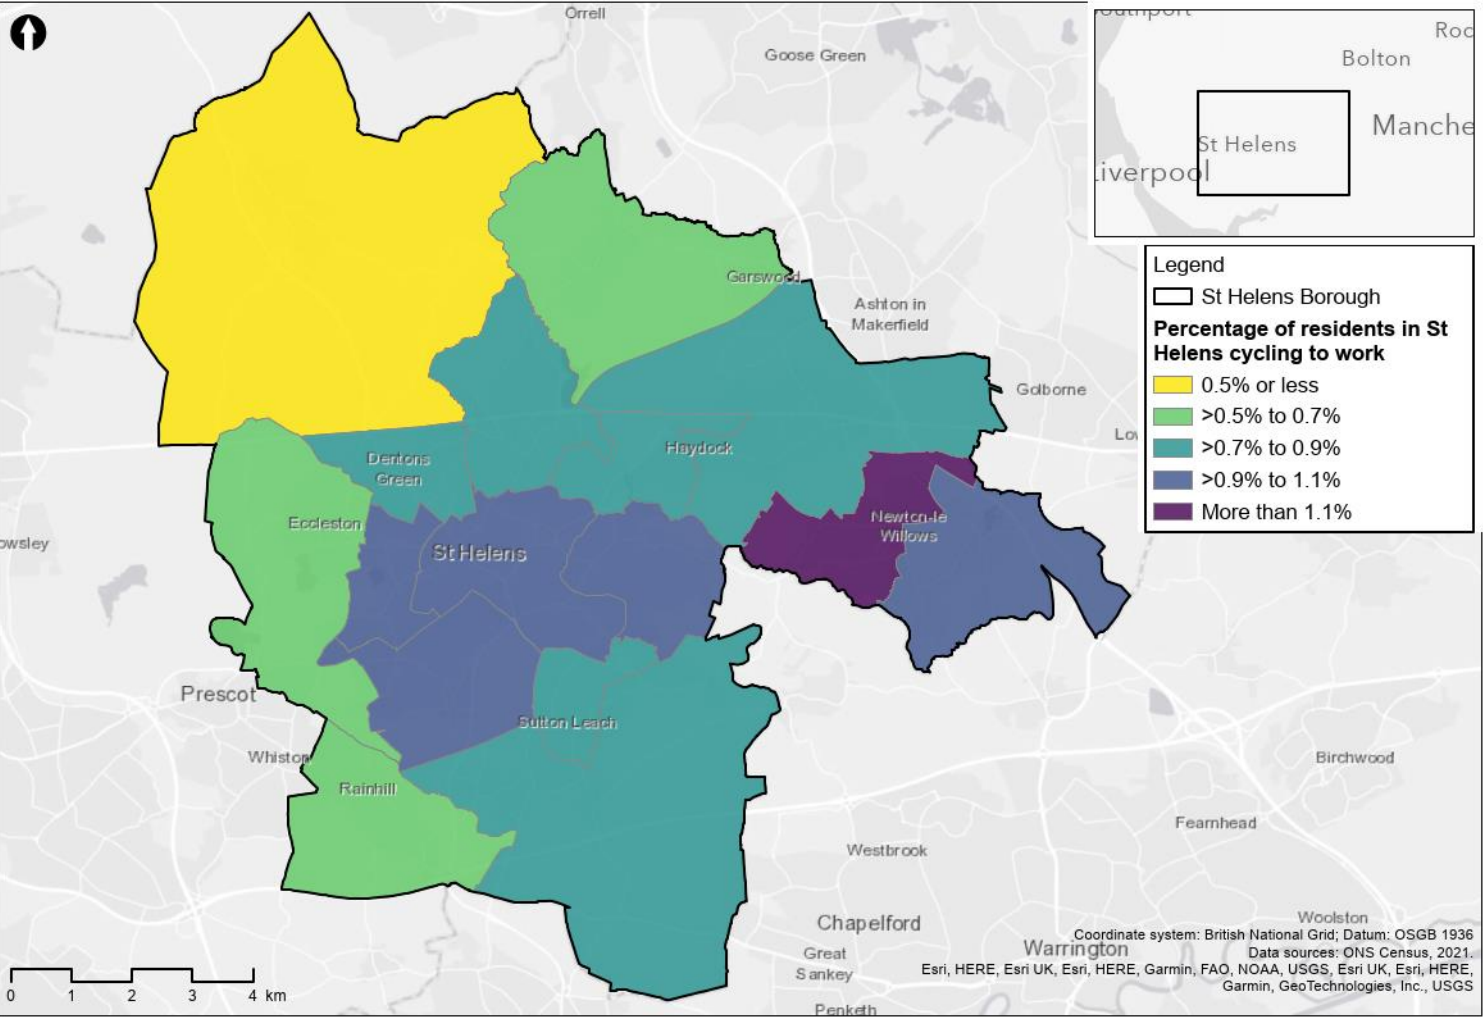 Orrell
Goose Green
Garswood
Ashton in
Makerfield
Golborne
Haydock
Dentons
Green
Eccleston
St Helens
Newton-le
Willows
Prescot
Sutton Leach
Whiston
Rainhill
Birchwood
Fearnhead
Westbrook
Chapelford
Woolston
Great
Sankey
Warrington
Penketh
Bolton
Manche
St Helens
Liverpool
Legend
St Helens Borough
Percentage of residents in St
Helens cycling to work
0.5% or less
>0.5% to 0.7%
>0.7% to 0.9%
>0.9% to 1.1%
More than 1.1%
0 1 2 3 4 km
Coordinate system: British National Grid; Datum: OSGB 1936
Data sources: ONS Census, 2021.
Esri, HERE, Esri UK, Esri, HERE, Garmin, FAO, NOAA, USGS, Esri UK, Esri, HERE,
Garmin, GeoTechnologies, Inc., USGS